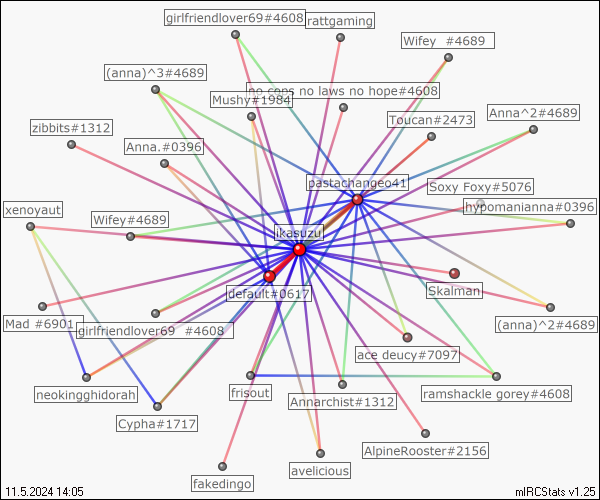 girlfriendlover69#4608
rattgaming
Wifey  #4689
(anna)^3#4689
no cops no laws no hope#4608
Mushy#1984
Anna^2#4689
Toucan#2473
zibbits#1312
Anna.#0396
pastachangeo41
Soxy Foxy#5076
hypomanianna#0396
xenoyaut
Wifey#4689
ikasuzu
default#0617
Skalman
Mad #6901
girlfriendlover69  #4608
(anna)^2#4689
ace deucy#7097
neokingghidorah
frisout
Annarchist#1312
ramshackle gorey#4608
Cypha#1717
AlpineRooster#2156
avelicious
fakedingo
11.5.2024 14:05
mIRCStats v1.25